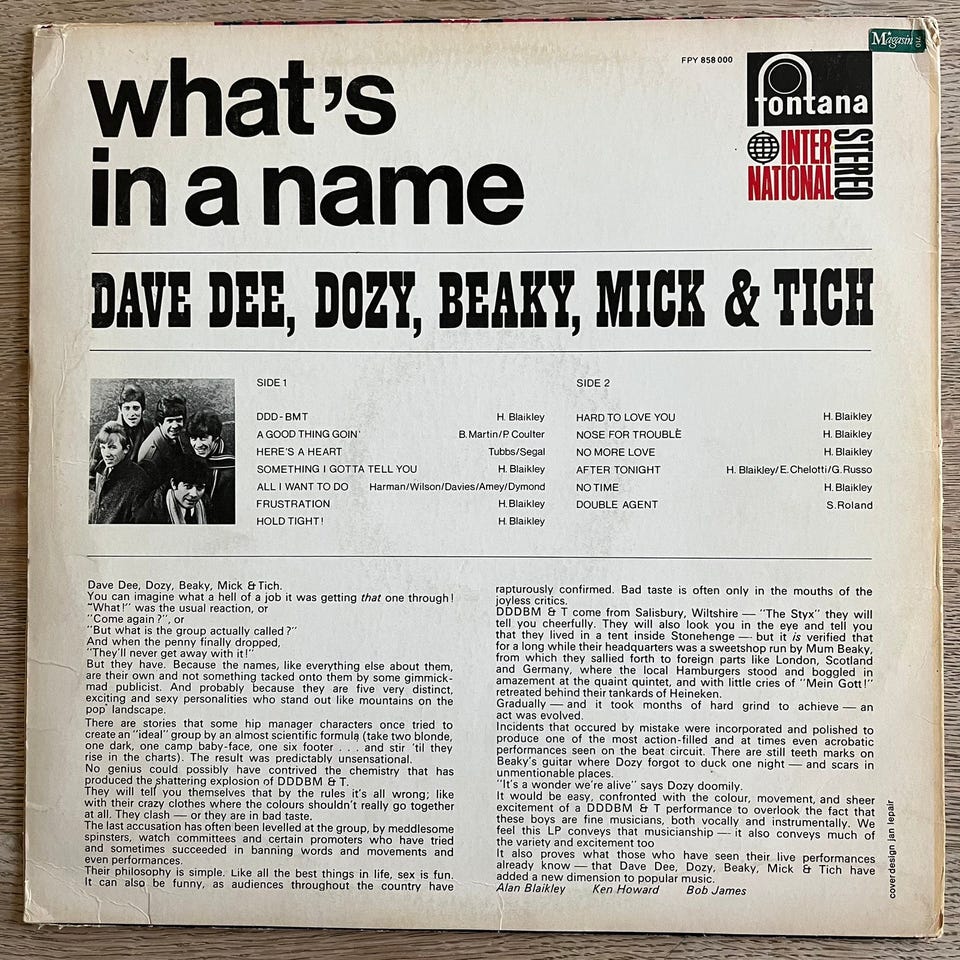 Magasin
710
what's
in a name
FPY 858 000
fontana
INTER
NATIONAL
STEREO
DAVE DEE, DOZY, BEAKY, MICK & TICH
SIDE 1
DDD-BMT H. Blaikley
A GOOD THING GOIN' B. Martin/P. Coulter
HERE'S A HEART Tubbs/Segal
SOMETHING I GOTTA TELL YOU H. Blaikley
ALL I WANT TO DO Harman/Wilson/Davies/Amey/Dymond
FRUSTRATION H. Blaikley
HOLD TIGHT! H. Blaikley
SIDE 2
HARD TO LOVE YOU H. Blaikley
NOSE FOR TROUBLÈ H. Blaikley
NO MORE LOVE H. Blaikley
AFTER TONIGHT H. Blaikley/E. Chelotti/G. Russo
NO TIME H. Blaikley
DOUBLE AGENT S. Roland
Dave Dee, Dozy, Beaky, Mick & Tich.
You can imagine what a hell of a job it was getting that one through!
"What!" was the usual reaction, or
"Come again?", or
"But what is the group actually called?"
And when the penny finally dropped,
"They'll never get away with it!"
But they have. Because the names, like everything else about them,
are their own and not something tacked onto them by some gimmick-
mad publicist. And probably because they are five very distinct,
exciting and sexy personalities who stand out like mountains on the
pop landscape.
There are stories that some hip manager characters once tried to
create an "ideal" group by an almost scientific formula (take two blonde,
one dark, one camp baby-face, one six footer . . . and stir 'til they
rise in the charts). The result was predictably unsensational.
No genius could possibly have contrived the chemistry that has
produced the shattering explosion of DDDBM & T.
They will tell you themselves that by the rules it's all wrong; like
with their crazy clothes where the colours shouldn't really go together
at all. They clash — or they are in bad taste.
The last accusation has often been levelled at the group, by meddlesome
spinsters, watch committees and certain promoters who have tried
and sometimes succeeded in banning words and movements and
even performances.
Their philosophy is simple. Like all the best things in life, sex is fun.
It can also be funny, as audiences throughout the country have
rapturously confirmed. Bad taste is often only in the mouths of the
joyless critics.
DDDBM & T come from Salisbury, Wiltshire — "The Styx" they will
tell you cheerfully. They will also look you in the eye and tell you
that they lived in a tent inside Stonehenge — but it is verified that
for a long while their headquarters was a sweetshop run by Mum Beaky,
from which they sallied forth to foreign parts like London, Scotland
and Germany, where the local Hamburgers stood and boggled in
amazement at the quaint quintet, and with little cries of "Mein Gott!"
retreated behind their tankards of Heineken.
Gradually — and it took months of hard grind to achieve — an
act was evolved.
Incidents that occured by mistake were incorporated and polished to
produce one of the most action-filled and at times even acrobatic
performances seen on the beat circuit. There are still teeth marks on
Beaky's guitar where Dozy forgot to duck one night — and scars in
unmentionable places.
"It's a wonder we're alive" says Dozy doomily.
It would be easy, confronted with the colour, movement, and sheer
excitement of a DDDBM & T performance to overlook the fact that
these boys are fine musicians, both vocally and instrumentally. We
feel this LP conveys that musicianship — it also conveys much of
the variety and excitement too
It also proves what those who have seen their live performances
already know — that Dave Dee, Dozy, Beaky, Mick & Tich have
added a new dimension to popular music.
Alan Blaikley Ken Howard Bob James
cover design jan lepair